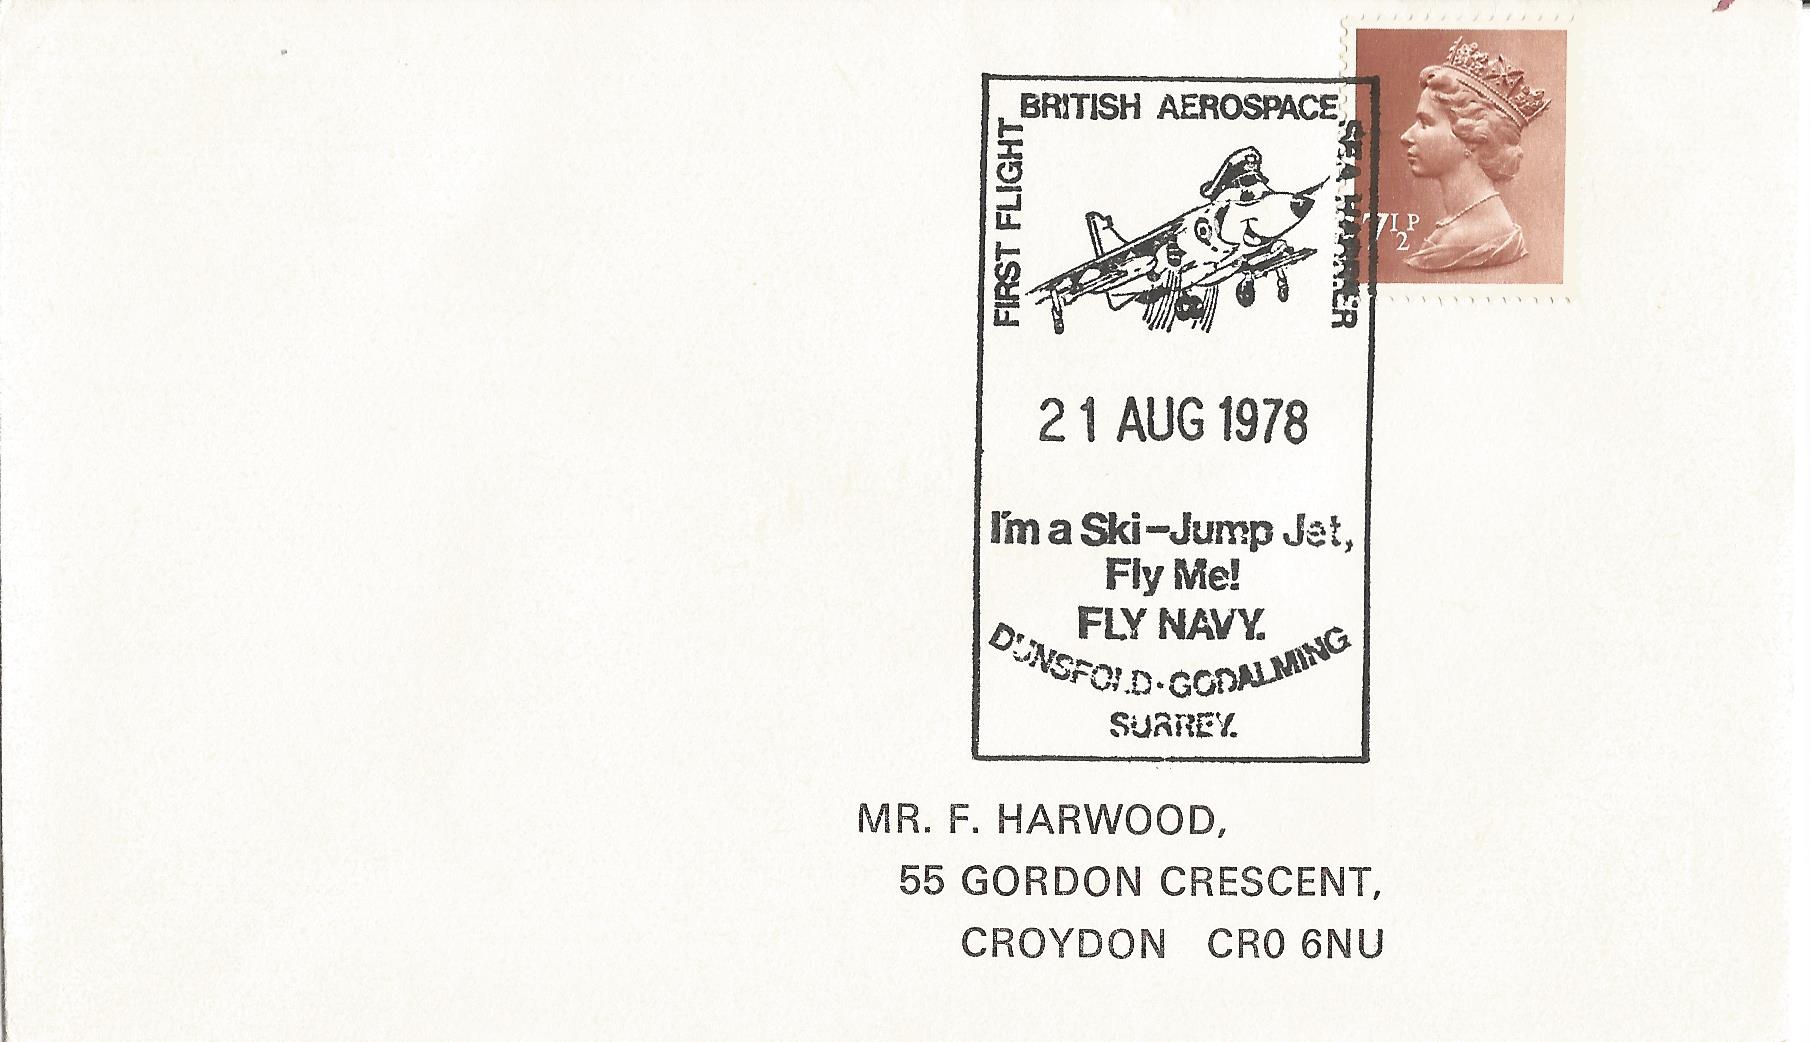 BRITISH AEROSPACE
FIRST FLIGHT
SEA HARRIER
7½P
21 AUG 1978
I'm a Ski-Jump Jet,
Fly Me!
FLY NAVY.
DUNSFOLD·GODALMING
SURREY.
MR. F. HARWOOD,
55 GORDON CRESCENT,
CROYDON CR0 6NU